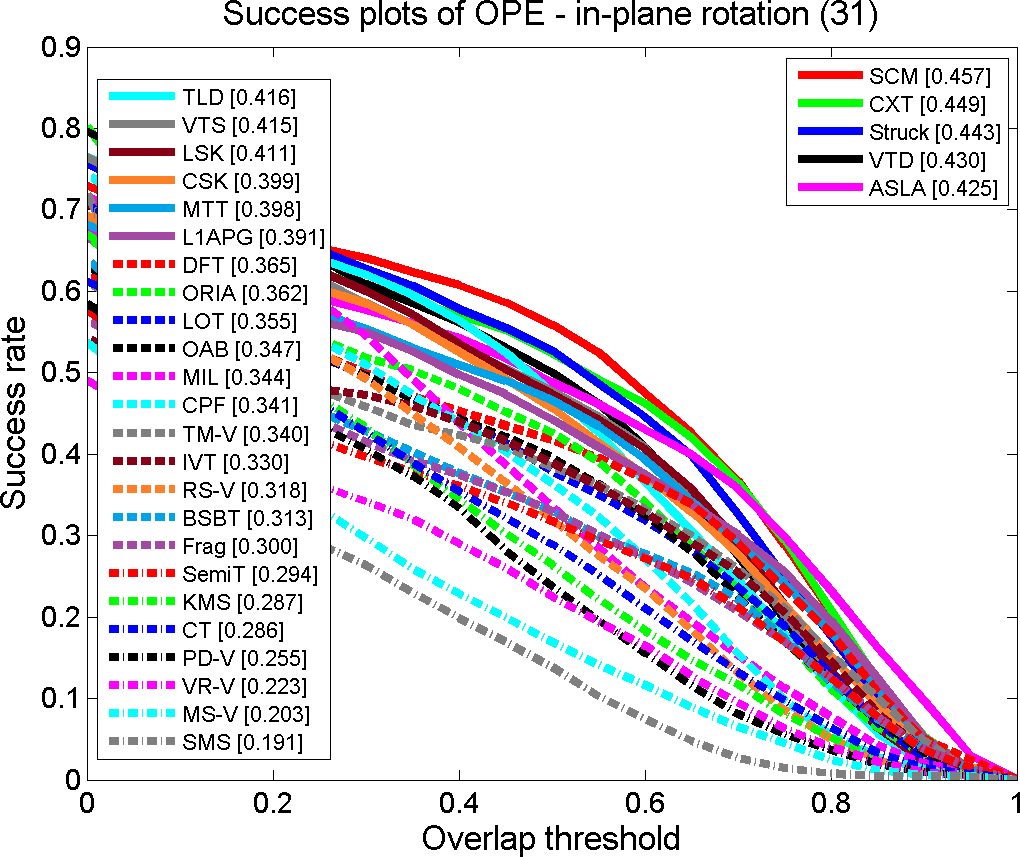 Success plots of OPE - in-plane rotation (31)
Success rate
0.9
0.8
0.7
0.6
0.5
0.4
0.3
0.2
0.1
0
TLD [0.416]
VTS [0.415]
LSK [0.411]
CSK [0.399]
MTT [0.398]
L1APG [0.391]
DFT [0.365]
ORIA [0.362]
LOT [0.355]
OAB [0.347]
MIL [0.344]
CPF [0.341]
TM-V [0.340]
IVT [0.330]
RS-V [0.318]
BSBT [0.313]
Frag [0.300]
SemiT [0.294]
KMS [0.287]
CT [0.286]
PD-V [0.255]
VR-V [0.223]
MS-V [0.203]
SMS [0.191]
SCM [0.457]
CXT [0.449]
Struck [0.443]
VTD [0.430]
ASLA [0.425]
0 0.2 0.4 0.6 0.8 1
Overlap threshold